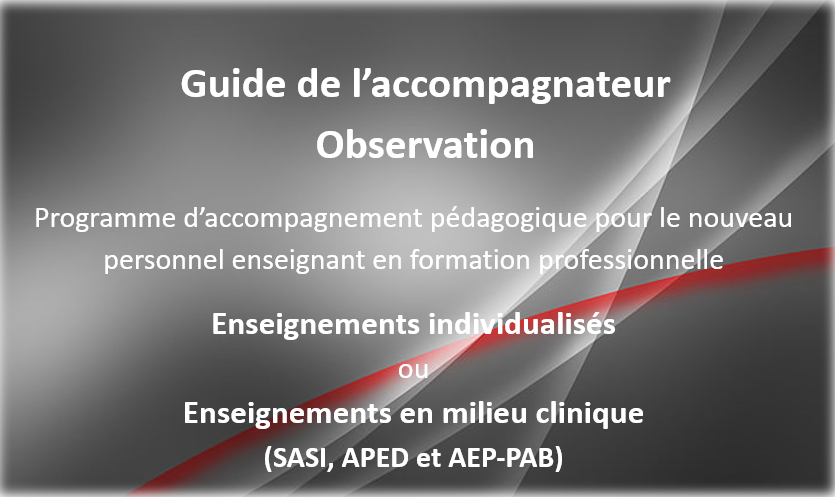 Guide de l’accompagnateur
Observation
Programme d’accompagnement pédagogique pour le nouveau
personnel enseignant en formation professionnelle
Enseignements individualisés
ou
Enseignements en milieu clinique
(SASI, APED et AEP-PAB)